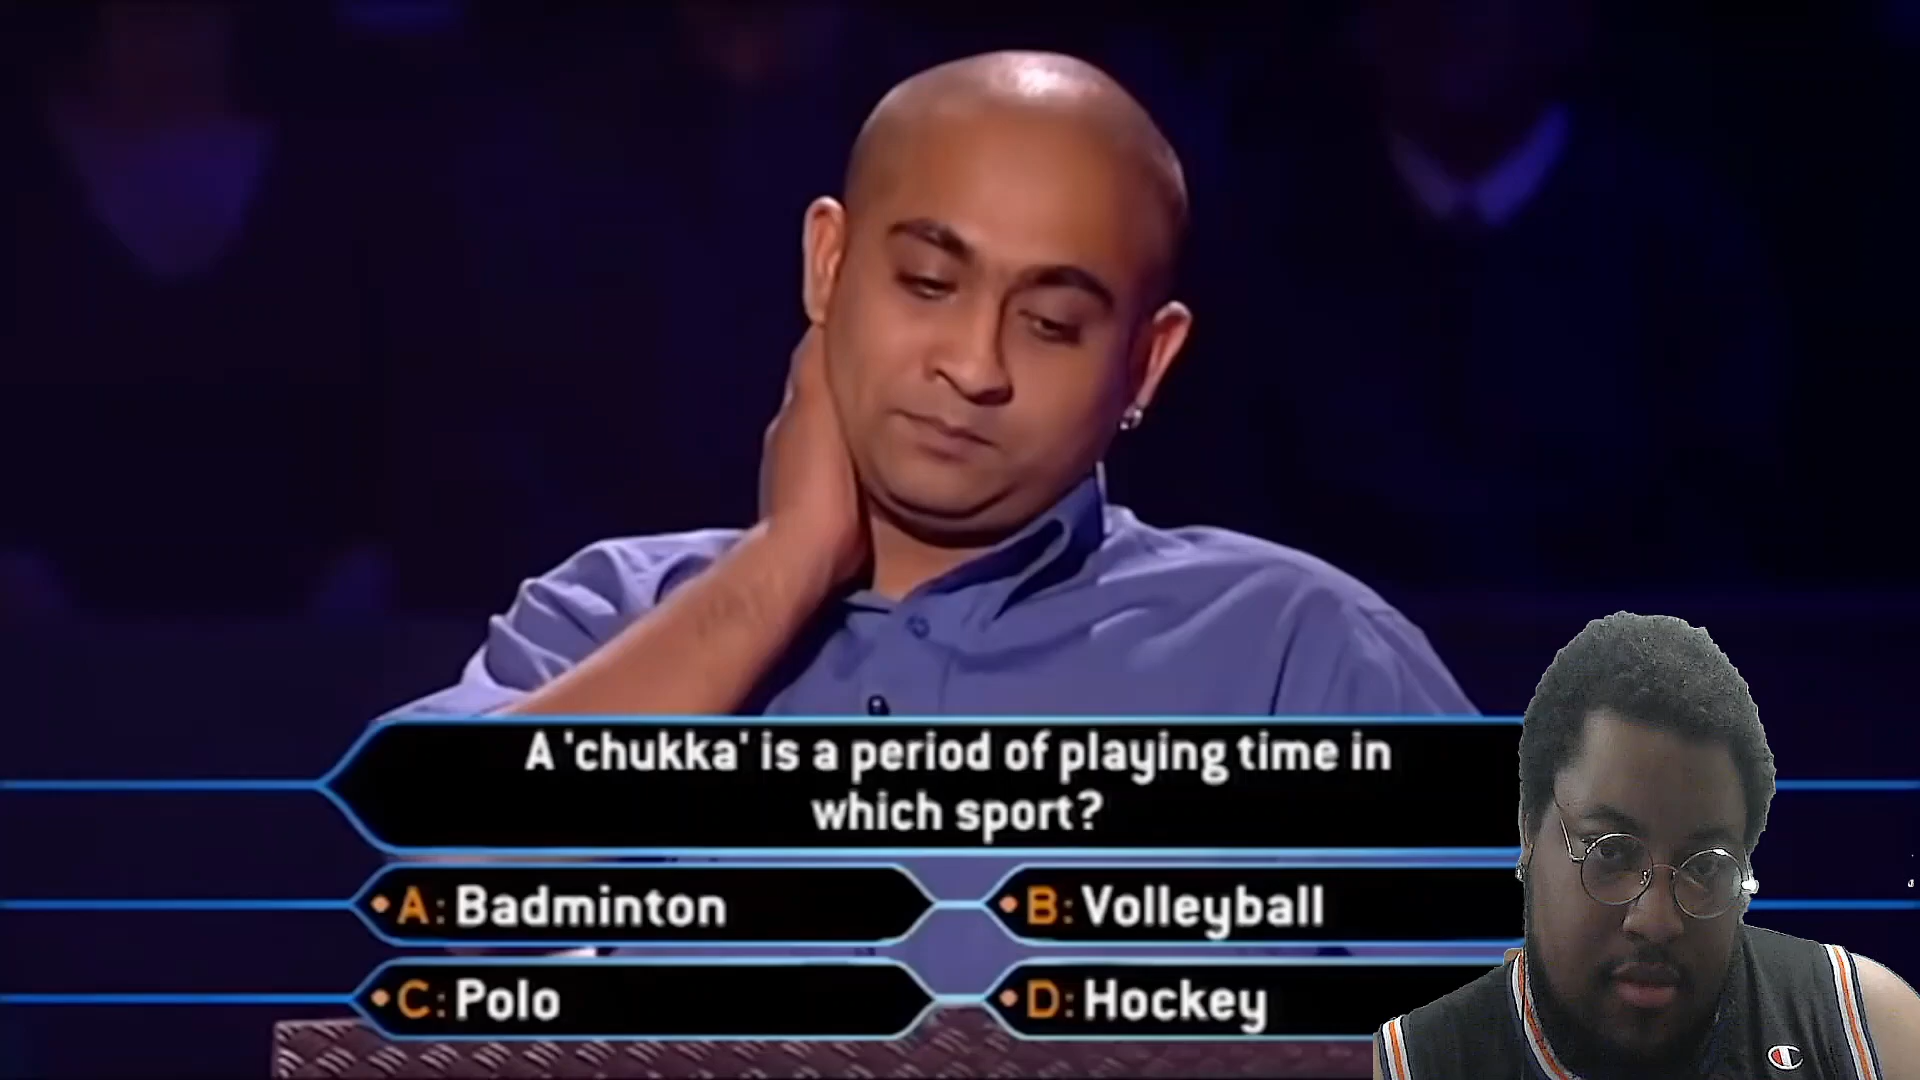 A 'chukka' is a period of playing time in
which sport?
A: Badminton
B: Volleyball
C: Polo
D: Hockey